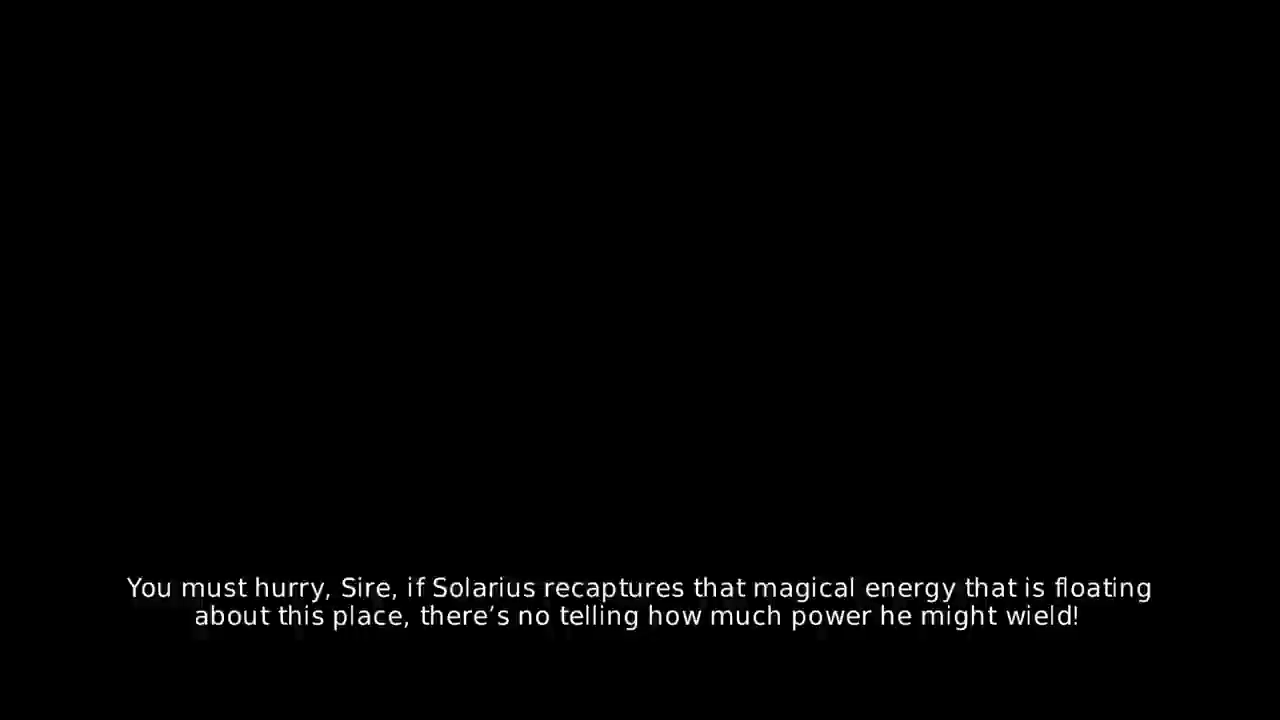 You must hurry, Sire, if Solarius recaptures that magical energy that is floating
about this place, there’s no telling how much power he might wield!